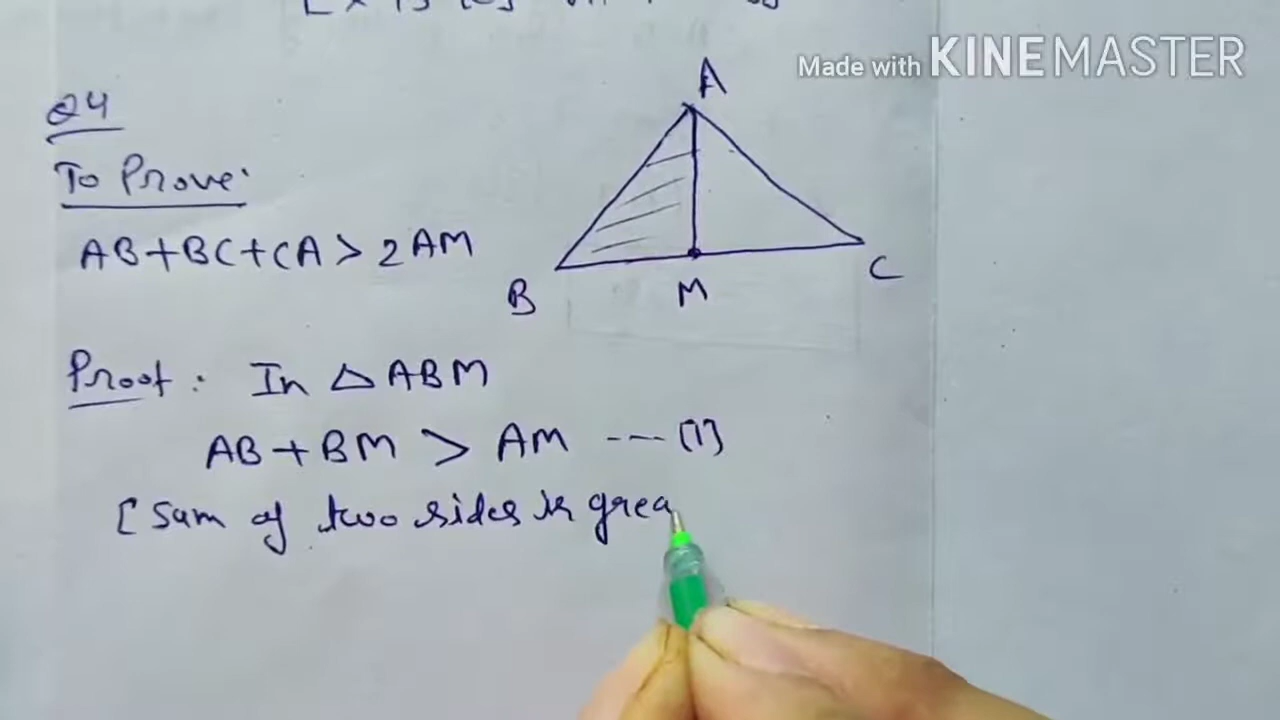 Made with KINEMASTER
Q4
To Prove:
AB+BC+CA > 2AM
A
B
M
C
Proof: In △ABM
AB + BM > AM --- (1)
[Sum of two sides is grea